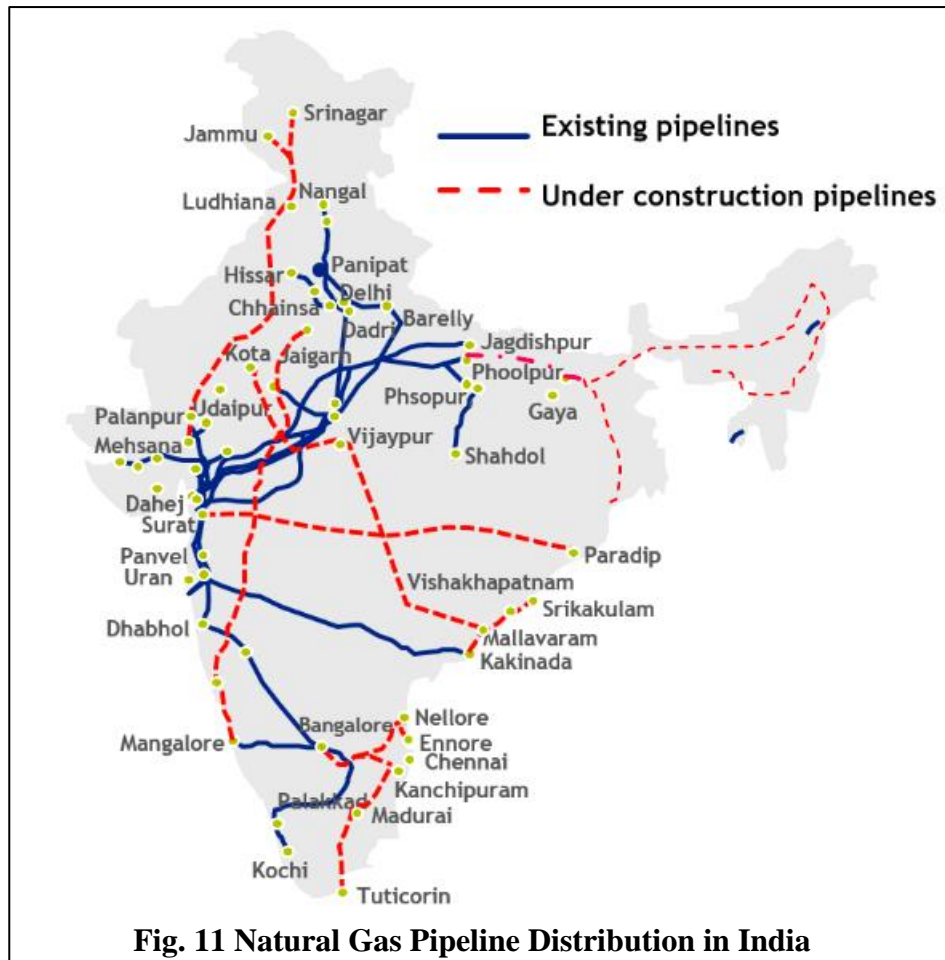 Srinagar
Jammu
Existing pipelines
Ludhiana
Nangal
Under construction pipelines
Hissar
Panipat
Chhainsa
Delhi
Dadri
Barelly
Kota
Jaigarh
Jagdishpur
Phoolpur
Phsopur
Gaya
Palanpur
Udaipur
Mehsana
Vijaypur
Shahdol
Dahej
Surat
Panvel
Uran
Paradip
Vishakhapatnam
Srikakulam
Dhabhol
Mallavaram
Kakinada
Nellore
Bangalore
Ennore
Mangalore
Chennai
Kanchipuram
Palakkad
Madurai
Kochi
Tuticorin
Fig. 11 Natural Gas Pipeline Distribution in India